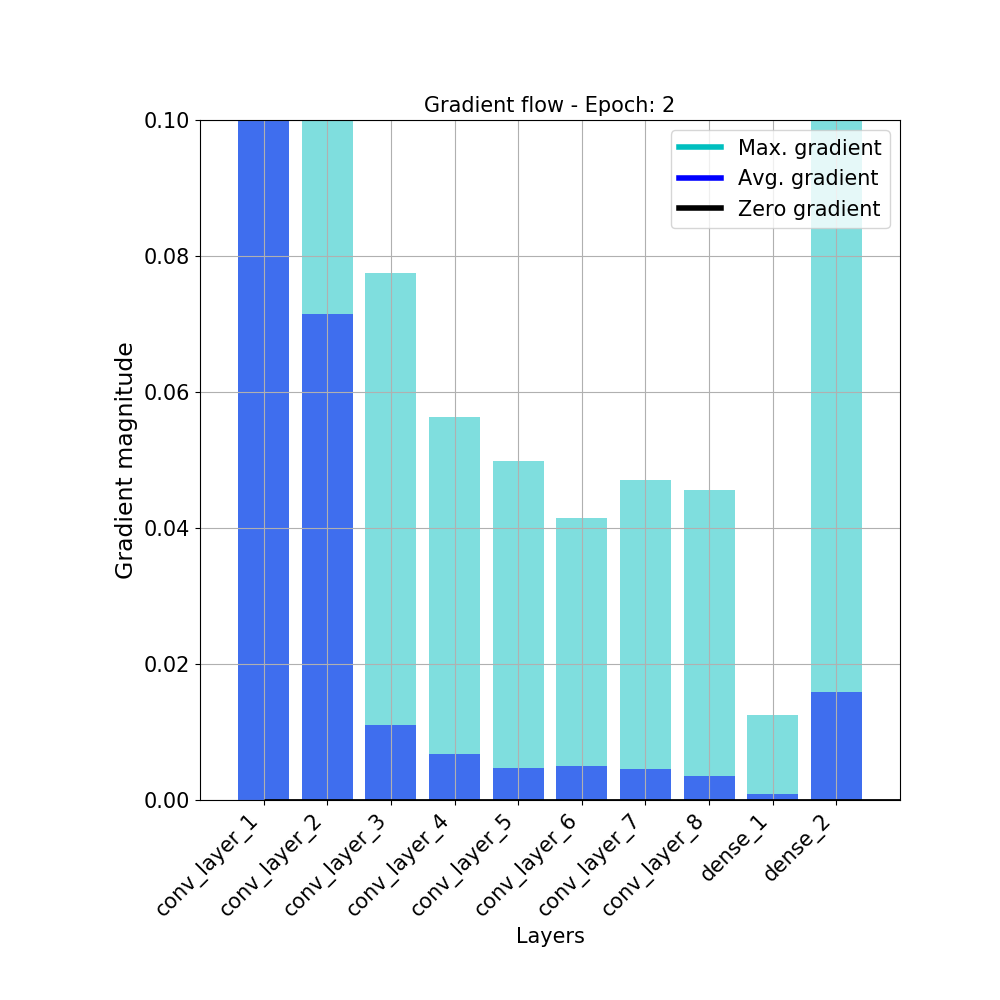 Gradient flow - Epoch: 2
Max. gradient
Avg. gradient
Zero gradient
Gradient magnitude
0.10
0.08
0.06
0.04
0.02
0.00
conv_layer_1
conv_layer_2
conv_layer_3
conv_layer_4
conv_layer_5
conv_layer_6
conv_layer_7
conv_layer_8
dense_1
dense_2
Layers